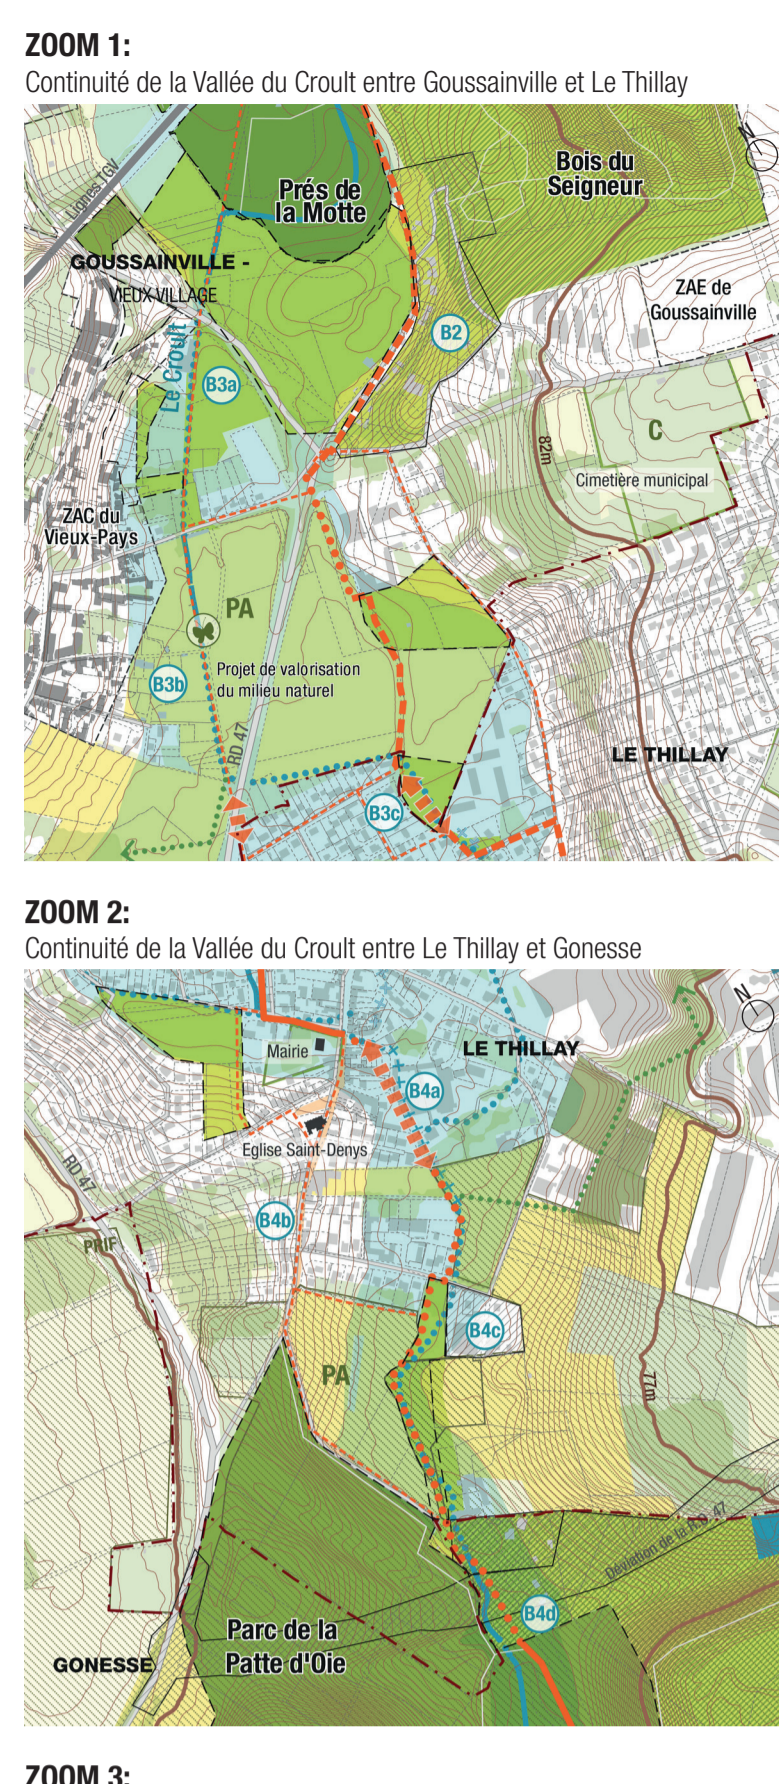 ZOOM 1:
Continuité de la Vallée du Croult entre Goussainville et Le Thillay
N
Bois du
Seigneur
Prés de
la Motte
Lignes TGV
GOUSSAINVILLE -
VIEUX VILLAGE
ZAE de
Goussainville
B2
Le Croult
B3a
C
82m
Cimetière municipal
ZAC du
Vieux-Pays
PA
Projet de valorisation
du milieu naturel
B3b
RD 47
LE THILLAY
B3c
ZOOM 2:
Continuité de la Vallée du Croult entre Le Thillay et Gonesse
N
Mairie
LE THILLAY
B4a
Eglise Saint-Denys
RD 47
B4b
PRIF
B4c
PA
77m
Déviation de la R.D. 47
B4d
Parc de la
Patte d'Oie
GONESSE
ZOOM 3: